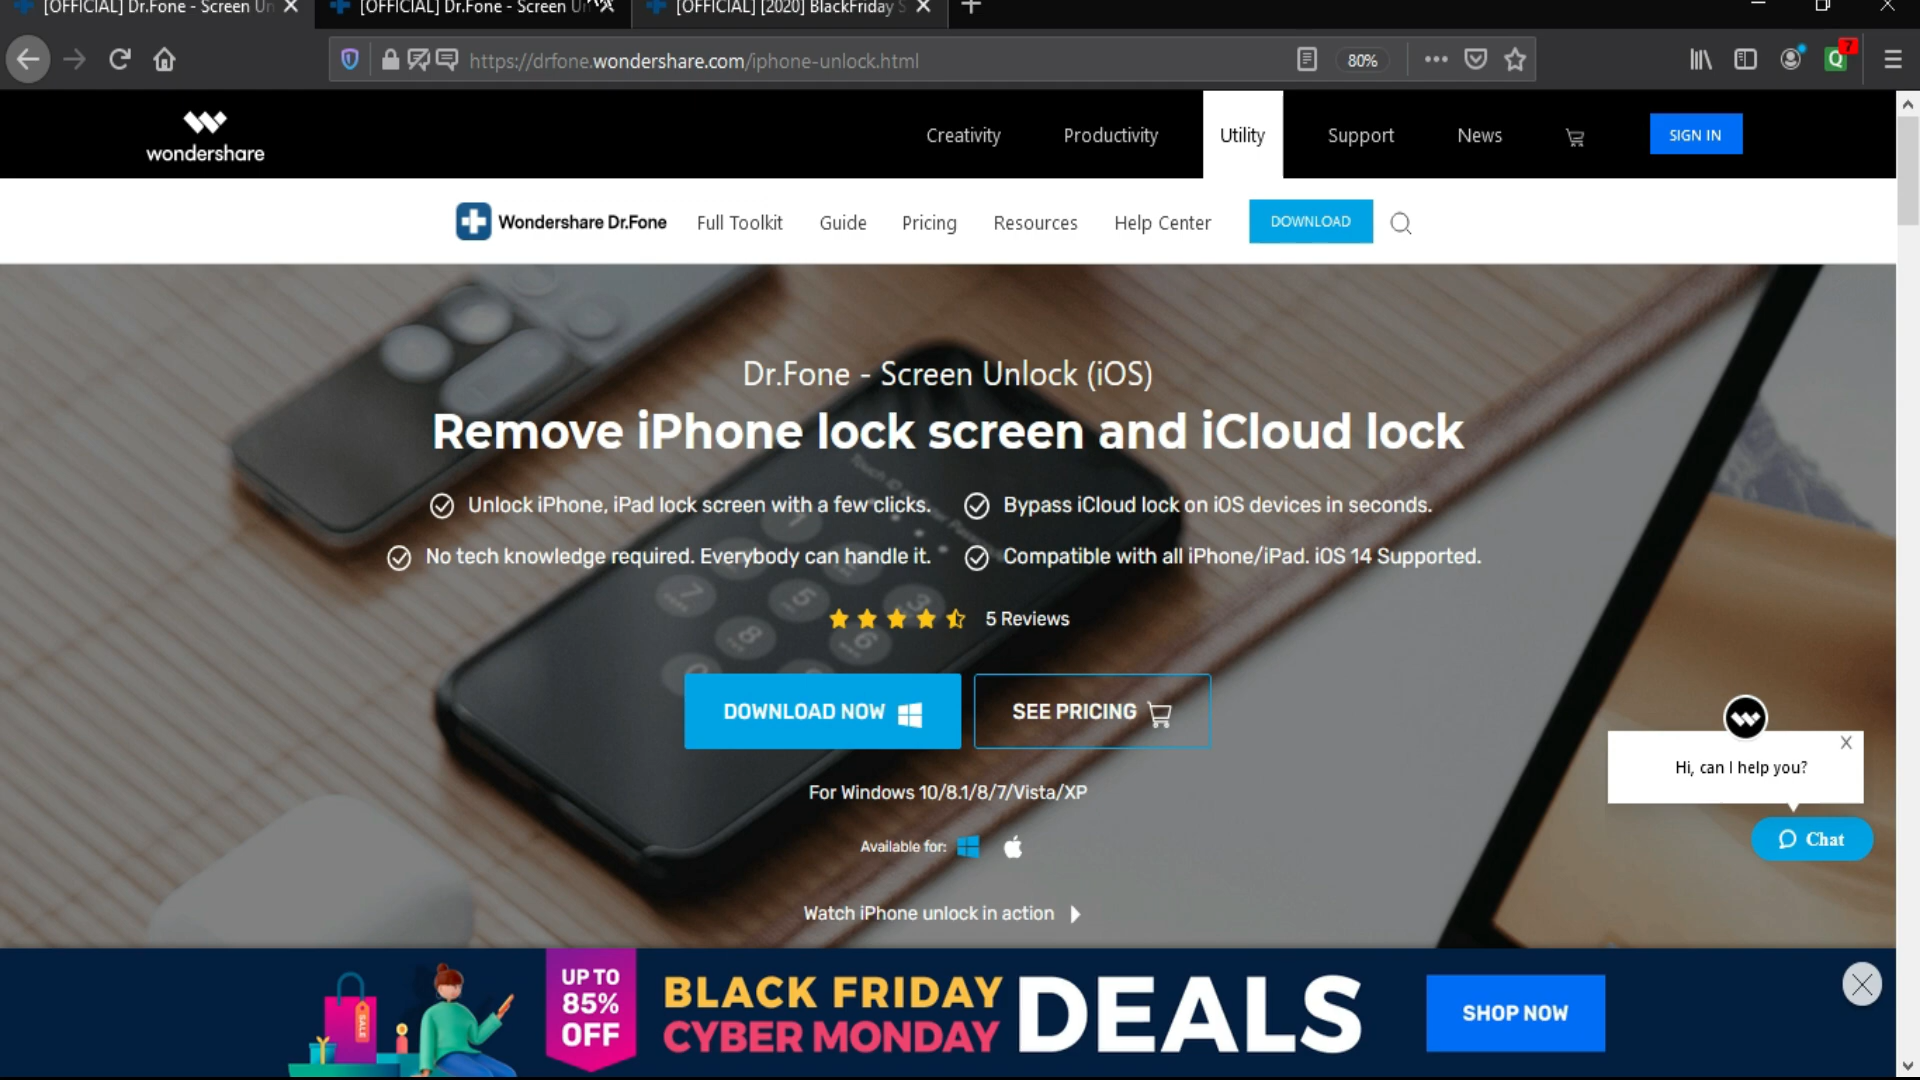 [OFFICIAL] Dr.Fone - Screen Un
[OFFICIAL] Dr.Fone - Screen
[OFFICIAL] [2020] BlackFriday S
https://drfone.wondershare.com/iphone-unlock.html
80%
Q
7
wondershare
Creativity
Productivity
Utility
Support
News
SIGN IN
Wondershare Dr.Fone
Full Toolkit
Guide
Pricing
Resources
Help Center
DOWNLOAD
Dr.Fone - Screen Unlock (iOS)
Remove iPhone lock screen and iCloud lock
Unlock iPhone, iPad lock screen with a few clicks.
Bypass iCloud lock on iOS devices in seconds.
No tech knowledge required. Everybody can handle it.
Compatible with all iPhone/iPad. iOS 14 Supported.
5 Reviews
DOWNLOAD NOW
SEE PRICING
For Windows 10/8.1/8/7/Vista/XP
Available for:
Watch iPhone unlock in action
Hi, can I help you?
Chat
UP TO
85%
OFF
SALE
BLACK FRIDAY
CYBER MONDAY
DEALS
SHOP NOW